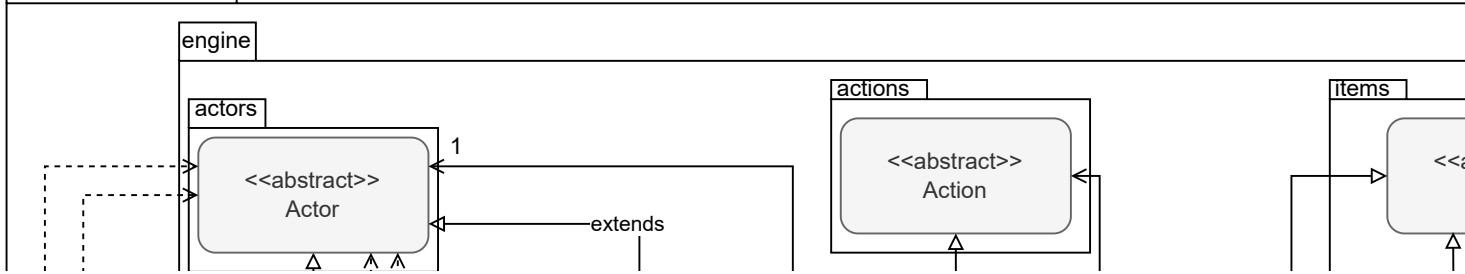 engine
actors
actions
items
1
<<abstract>>
Actor
extends
<<abstract>>
Action